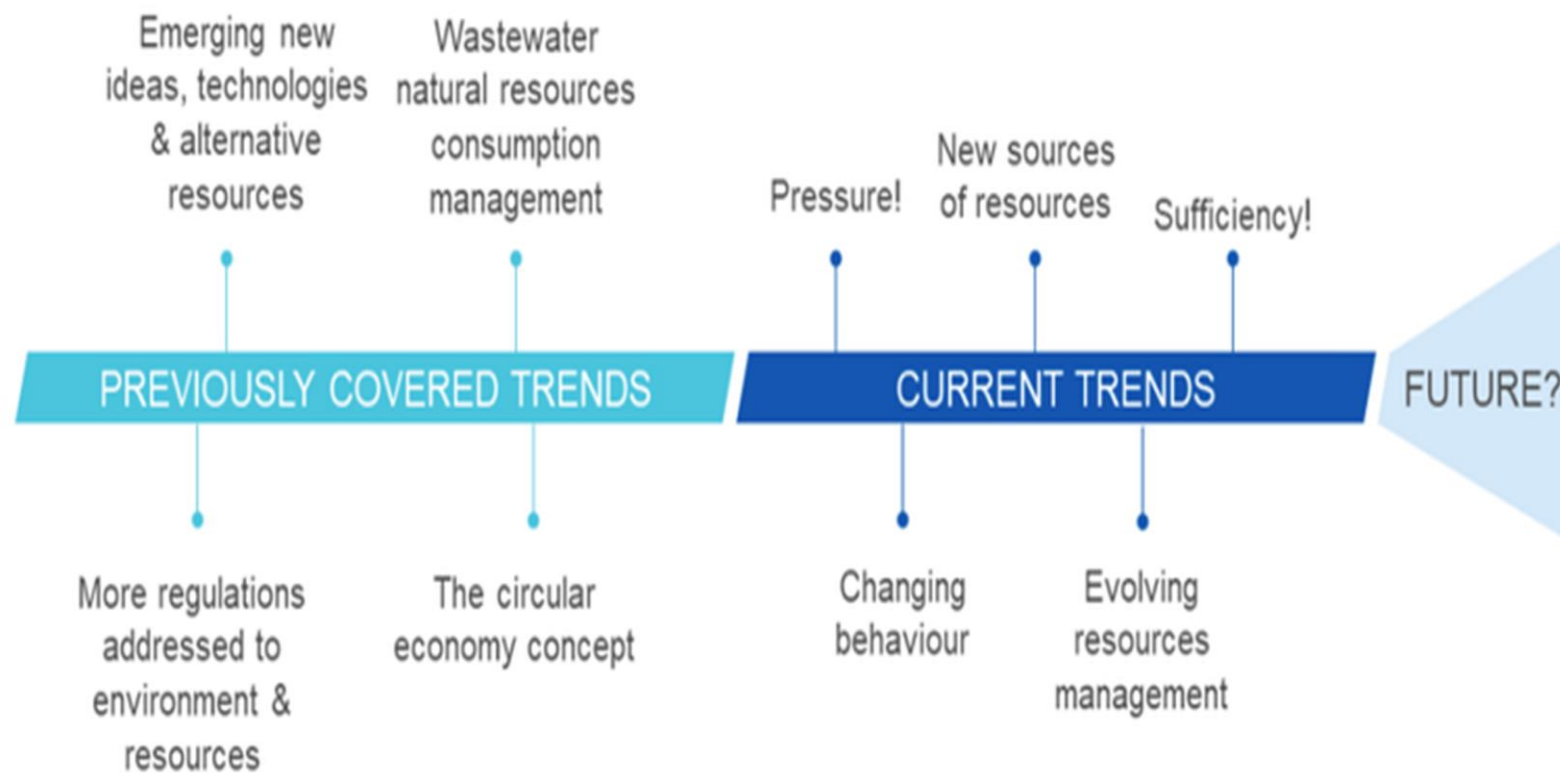 Emerging new
ideas, technologies
& alternative
resources
Wastewater
natural resources
consumption
management
Pressure!
New sources
of resources
Sufficiency!
PREVIOUSLY COVERED TRENDS
CURRENT TRENDS
FUTURE?
More regulations
addressed to
environment &
resources
The circular
economy concept
Changing
behaviour
Evolving
resources
management